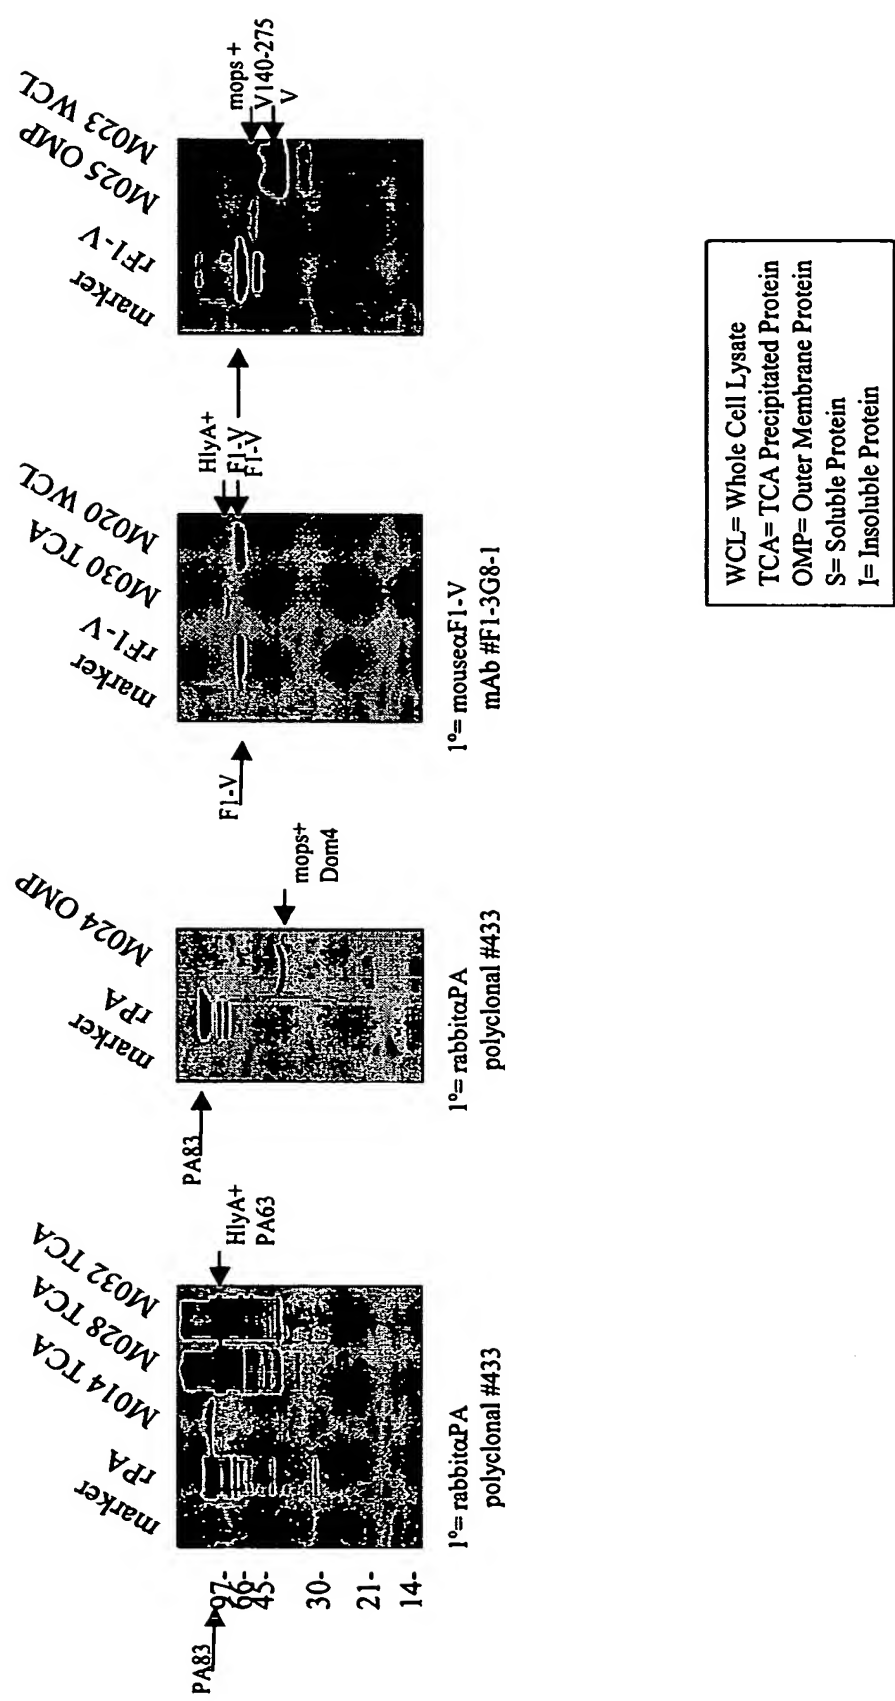 marker
rPA
M014 TCA
M028 TCA
M032 TCA
PA83
97-
66-
45-
30-
21-
14-
HlyA+
PA63
1º= rabbitαPA
polyclonal #433
marker
rPA
M024 OMP
PA83
mops+
Dom4
1º= rabbitαPA
polyclonal #433
marker
rF1-V
M030 TCA
M020 WCL
F1-V
HlyA+
F1-V
F1-V
1º= mouseαF1-V
mAb #F1-3G8-1
marker
rF1-V
M025 OMP
M023 WCL
mops +
V140-275
V
WCL= Whole Cell Lysate
TCA= TCA Precipitated Protein
OMP= Outer Membrane Protein
S= Soluble Protein
I= Insoluble Protein